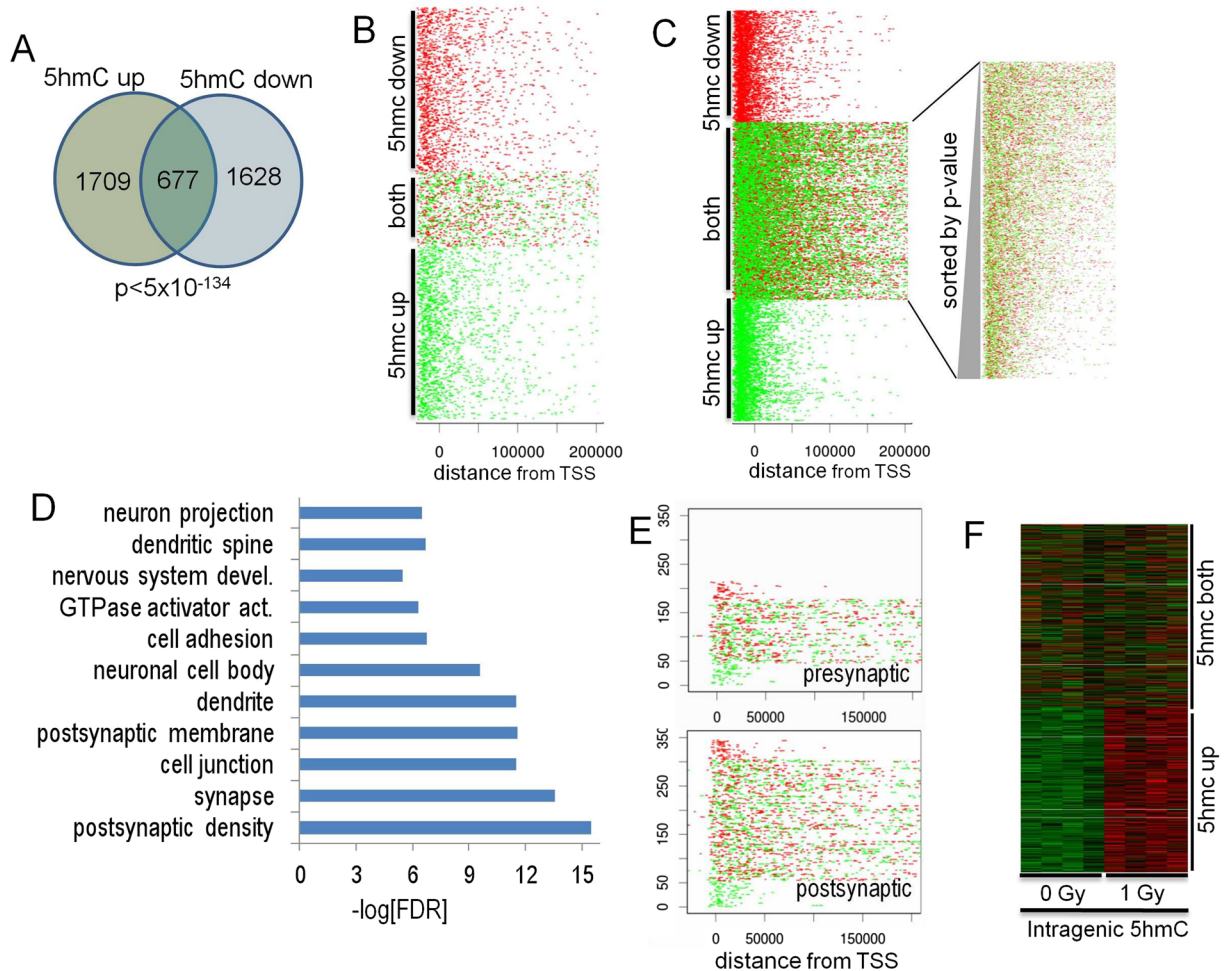 A
5hmC up
5hmC down
1709
677
1628
p<5x10-134
B
5hmc down
both
5hmc up
0
100000
200000
distance from TSS
C
5hmc down
both
5hmc up
0
100000
200000
distance from TSS
sorted by p-value
D
neuron projection
dendritic spine
nervous system devel.
GTPase activator act.
cell adhesion
neuronal cell body
dendrite
postsynaptic membrane
cell junction
synapse
postsynaptic density
0 3 6 9 12 15
-log[FDR]
E
350
250
150
50
0
presynaptic
0 50000 150000
350
250
150
50
0
postsynaptic
0 50000 150000
distance from TSS
F
5hmc both
5hmc up
0 Gy
1 Gy
Intragenic 5hmC